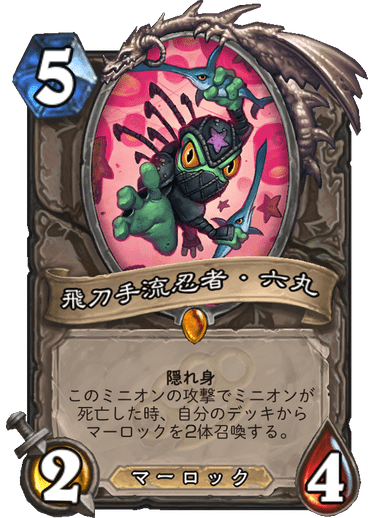 5
飛刀手流忍者・六丸
隠れ身
このミニオンの攻撃でミニオンが
死亡した時、自分のデッキから
マーロックを2体召喚する。
2
マーロック
4